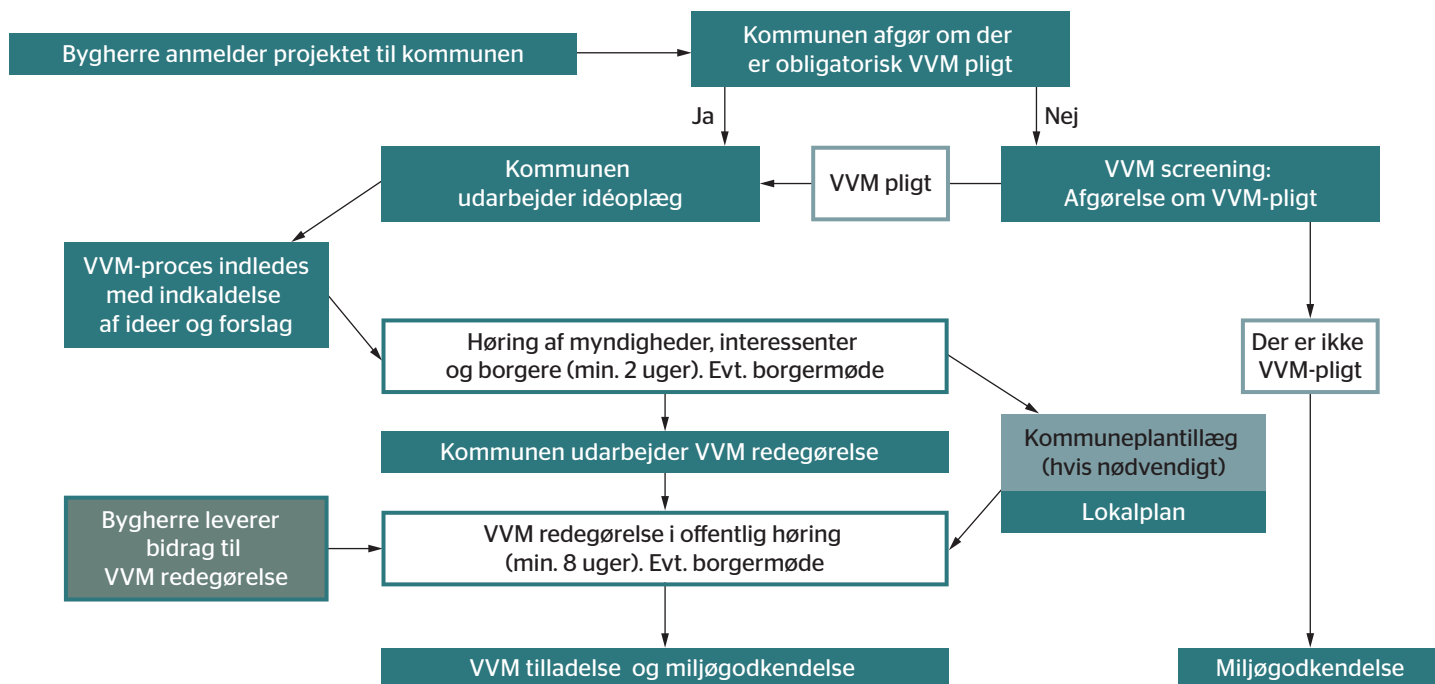 Bygherre anmelder projektet til kommunen
Kommunen afgør om der
er obligatorisk VVM pligt
Ja
Nej
Kommunen
udarbejder idéoplæg
VVM pligt
VVM screening:
Afgørelse om VVM-pligt
VVM-proces indledes
med indkaldelse
af ideer og forslag
Høring af myndigheder, interessenter
og borgere (min. 2 uger). Evt. borgermøde
Der er ikke
VVM-pligt
Kommunen udarbejder VVM redegørelse
Kommuneplantillæg
(hvis nødvendigt)
Lokalplan
Bygherre leverer
bidrag til
VVM redegørelse
VVM redegørelse i offentlig høring
(min. 8 uger). Evt. borgermøde
VVM tilladelse og miljøgodkendelse
Miljøgodkendelse